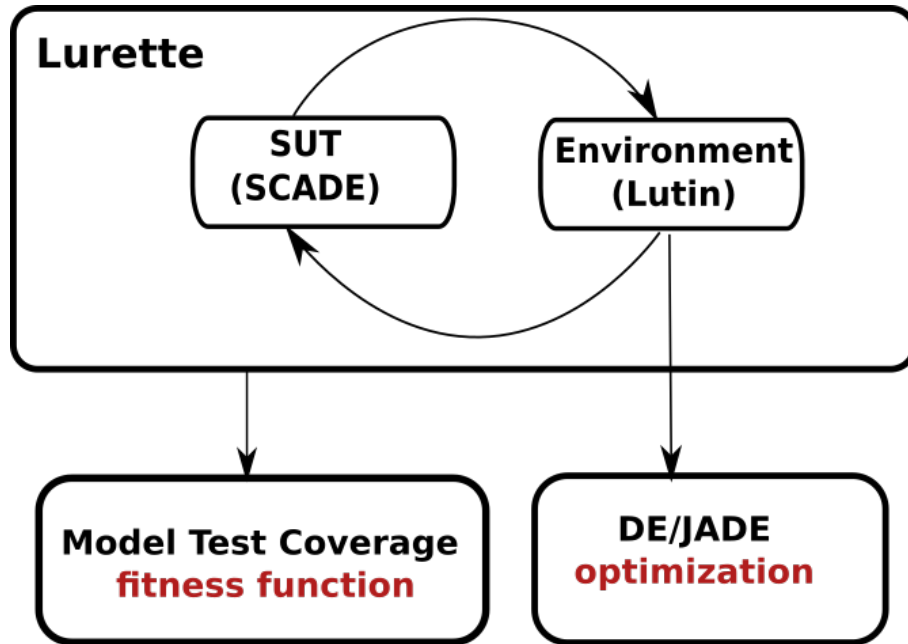 Lurette
SUT
(SCADE)
Environment
(Lutin)
Model Test Coverage
fitness function
DE/JADE
optimization